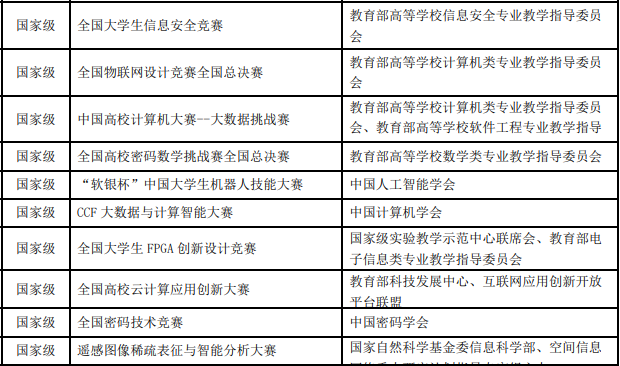 国家级 全国大学生信息安全竞赛 教育部高等学校信息安全专业教学指导委员
会
国家级 全国物联网设计竞赛全国总决赛 教育部高等学校计算机类专业教学指导委员
会
国家级 中国高校计算机大赛--大数据挑战赛 教育部高等学校计算机类专业教学指导委员
会、教育部高等学校软件工程专业教学指导
国家级 全国高校密码数学挑战赛全国总决赛 教育部高等学校数学类专业教学指导委员会
国家级 “软银杯”中国大学生机器人技能大赛 中国人工智能学会
国家级 CCF 大数据与计算智能大赛 中国计算机学会
国家级 全国大学生 FPGA 创新设计竞赛 国家级实验教学示范中心联席会、教育部电
子信息类专业教学指导委员会
国家级 全国高校云计算应用创新大赛 教育部科技发展中心、互联网应用创新开放
平台联盟
国家级 全国密码技术竞赛 中国密码学会
国家级 遥感图像稀疏表征与智能分析大赛 国家自然科学基金委信息科学部、空间信息